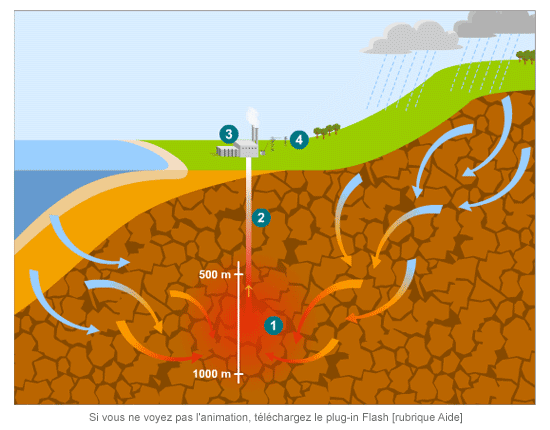 3
4
2
500 m
1
1000 m
Si vous ne voyez pas l'animation, téléchargez le plug-in Flash [rubrique Aide]